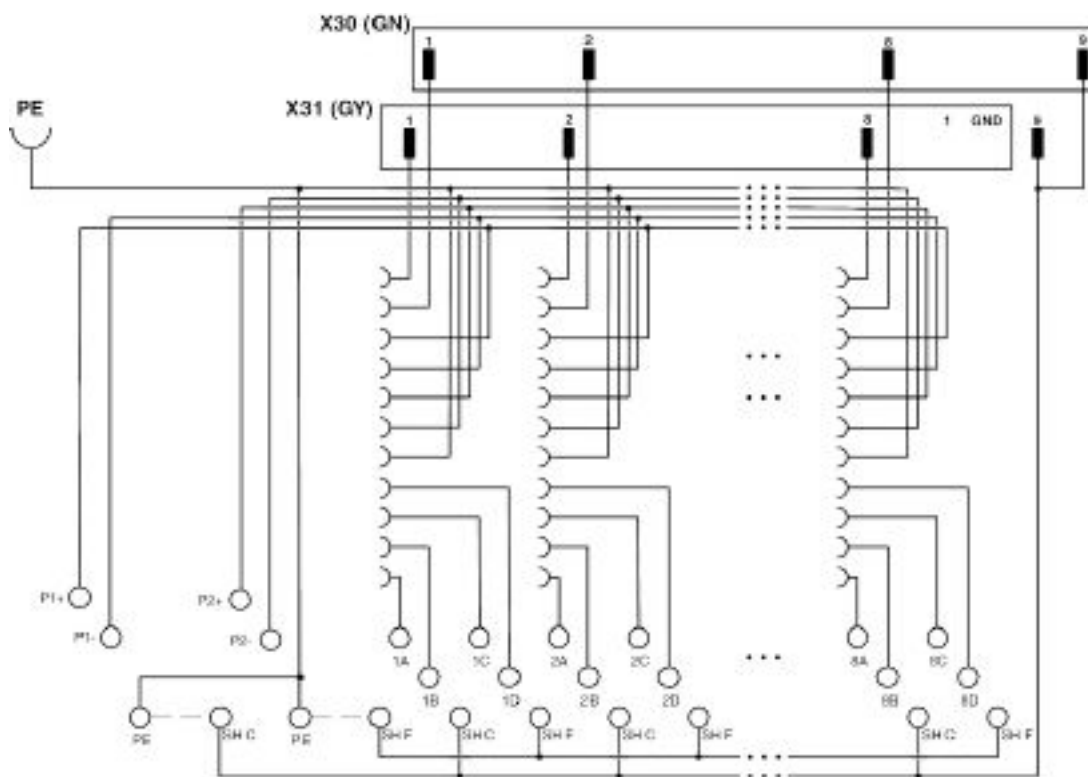 X30 (GN)
1 2 8 9
PE
X31 (GY)
1 2 8 1 GND 9
P1+ P2+
P1- P2-
1A 1C 2A 2C 8A 8C
1B 1D 2B 2D 8B 8D
PE SH C PE SH F SH C SH F SH C SH F SH C SH F